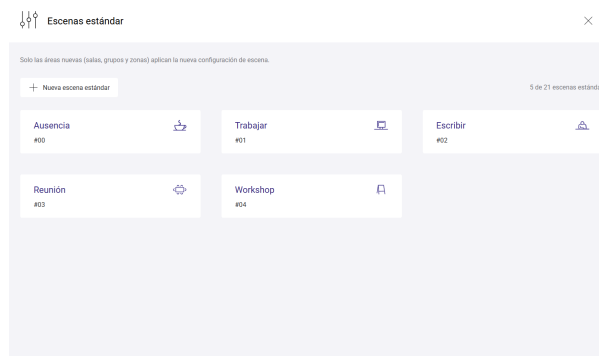 Escenas estándar
Solo las áreas nuevas (salas, grupos y zonas) aplican la nueva configuración de escena.
Nueva escena estándar
5 de 21 escenas estánda
Ausencia
#00
Trabajar
#01
Escribir
#02
Reunión
#03
Workshop
#04